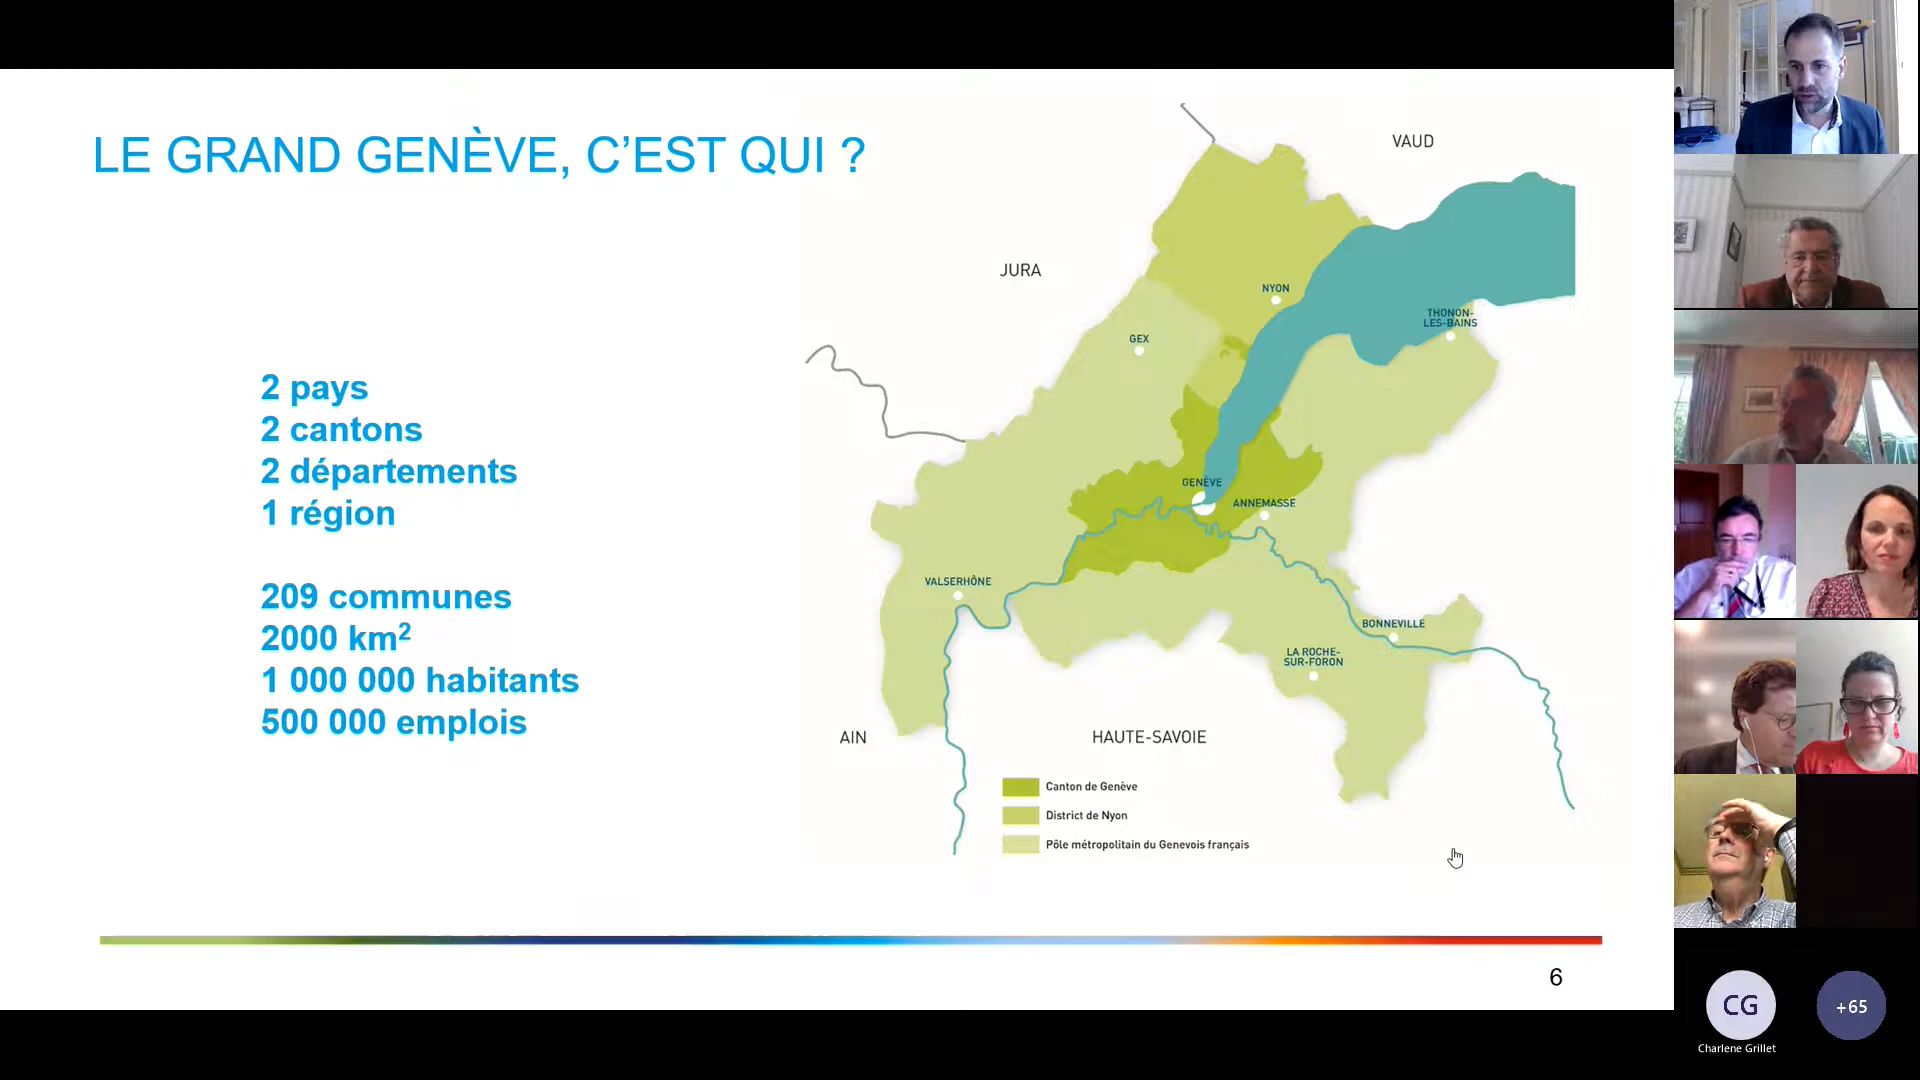 LE GRAND GENÈVE, C’EST QUI ?
2 pays
2 cantons
2 départements
1 région
209 communes
2000 km²
1 000 000 habitants
500 000 emplois
VAUD
JURA
NYON
THONON-
LES-BAINS
GEX
GENÈVE
ANNEMASSE
VALSERHÔNE
BONNEVILLE
LA ROCHE-
SUR-FORON
AIN
HAUTE-SAVOIE
Canton de Genève
District de Nyon
Pôle métropolitain du Genevois français
6
CG
+65
Charlene Grillet